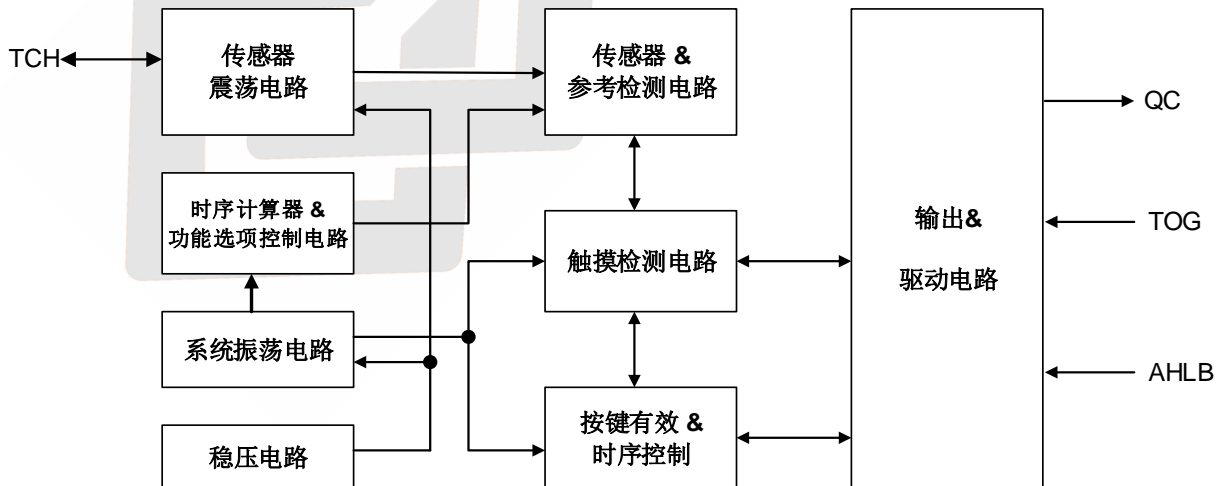 TCH
传感器
震荡电路
传感器 &
参考检测电路
时序计算器 &
功能选项控制电路
触摸检测电路
系统振荡电路
按键有效 &
时序控制
稳压电路
输出&
驱动电路
QC
TOG
AHLB